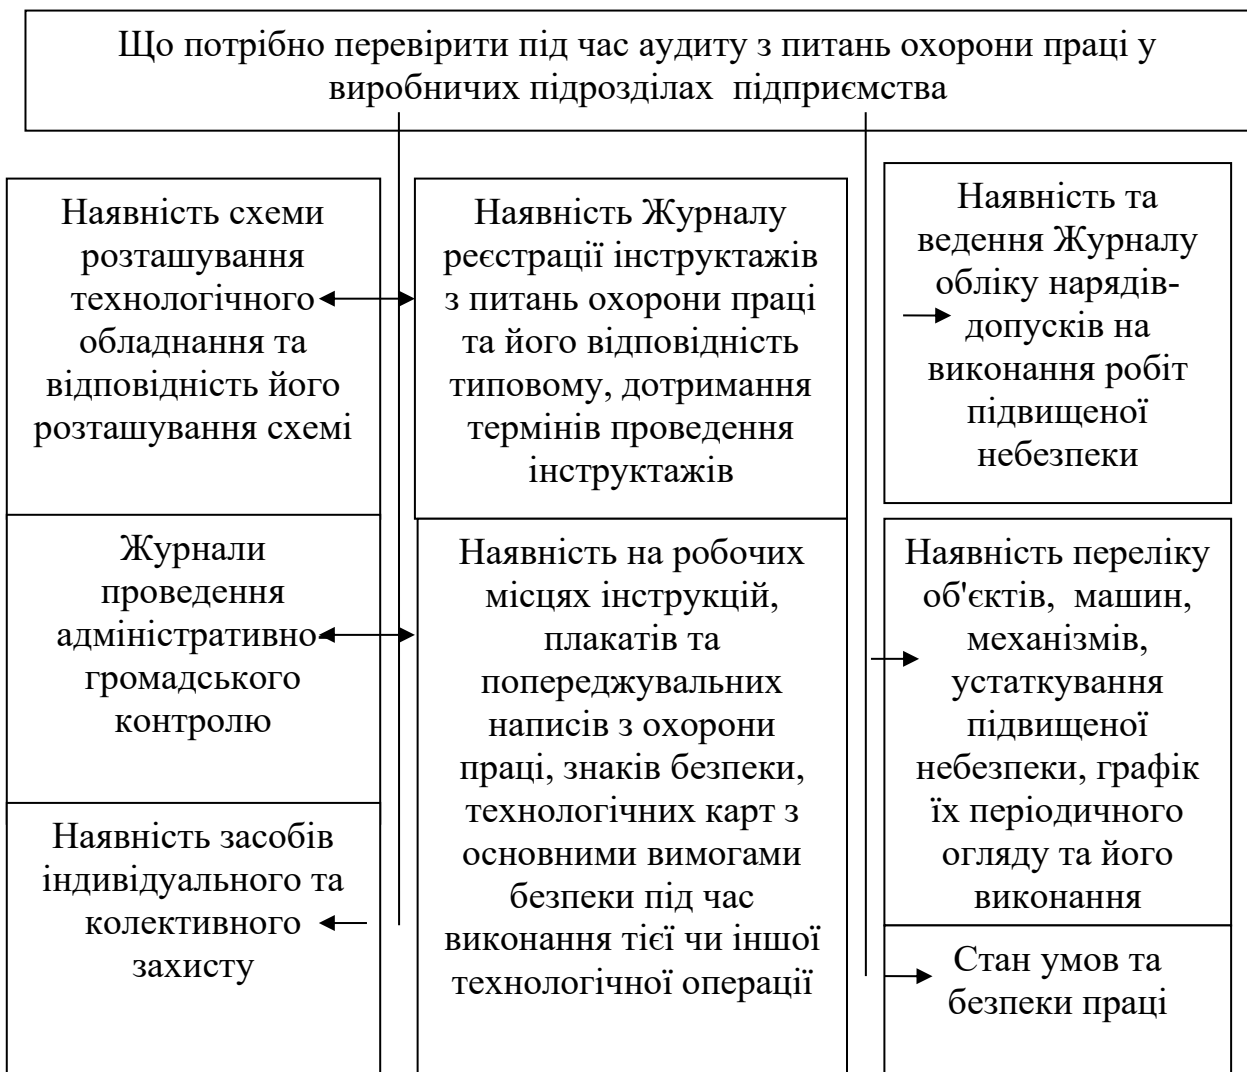 Що потрібно перевірити під час аудиту з питань охорони праці у
виробничих підрозділах підприємства
Наявність схеми
розташування
технологічного
обладнання та
відповідність його
розташування схемі
Журнали
проведення
адміністративно-
громадського
контролю
Наявність засобів
індивідуального та
колективного
захисту
Наявність Журналу
реєстрації інструктажів
з питань охорони праці
та його відповідність
типовому, дотримання
термінів проведення
інструктажів
Наявність на робочих
місцях інструкцій,
плакатів та
попереджувальних
написів з охорони
праці, знаків безпеки,
технологічних карт з
основними вимогами
безпеки під час
виконання тієї чи іншої
технологічної операції
Наявність та
ведення Журналу
обліку нарядів-
допусків на
виконання робіт
підвищеної
небезпеки
Наявність переліку
об'єктів, машин,
механізмів,
устаткування
підвищеної
небезпеки, графік
їх періодичного
огляду та його
виконання
Стан умов та
безпеки праці